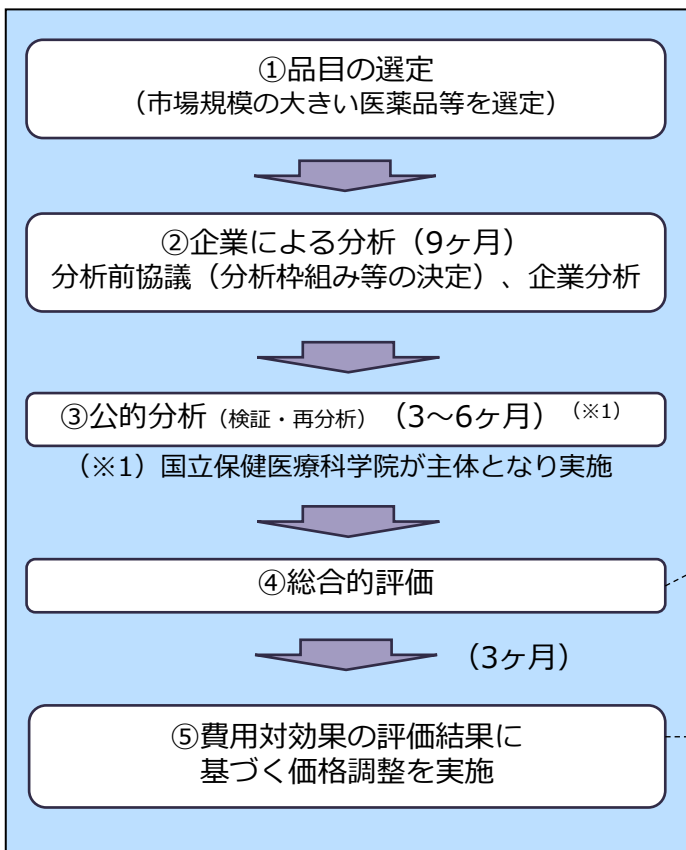 ①品目の選定
（市場規模の大きい医薬品等を選定）
②企業による分析（9ヶ月）
分析前協議（分析枠組み等の決定）、企業分析
③公的分析（検証・再分析）（3～6ヶ月）（※1）
（※1）国立保健医療科学院が主体となり実施
④総合的評価
（3ヶ月）
⑤費用対効果の評価結果に
基づく価格調整を実施